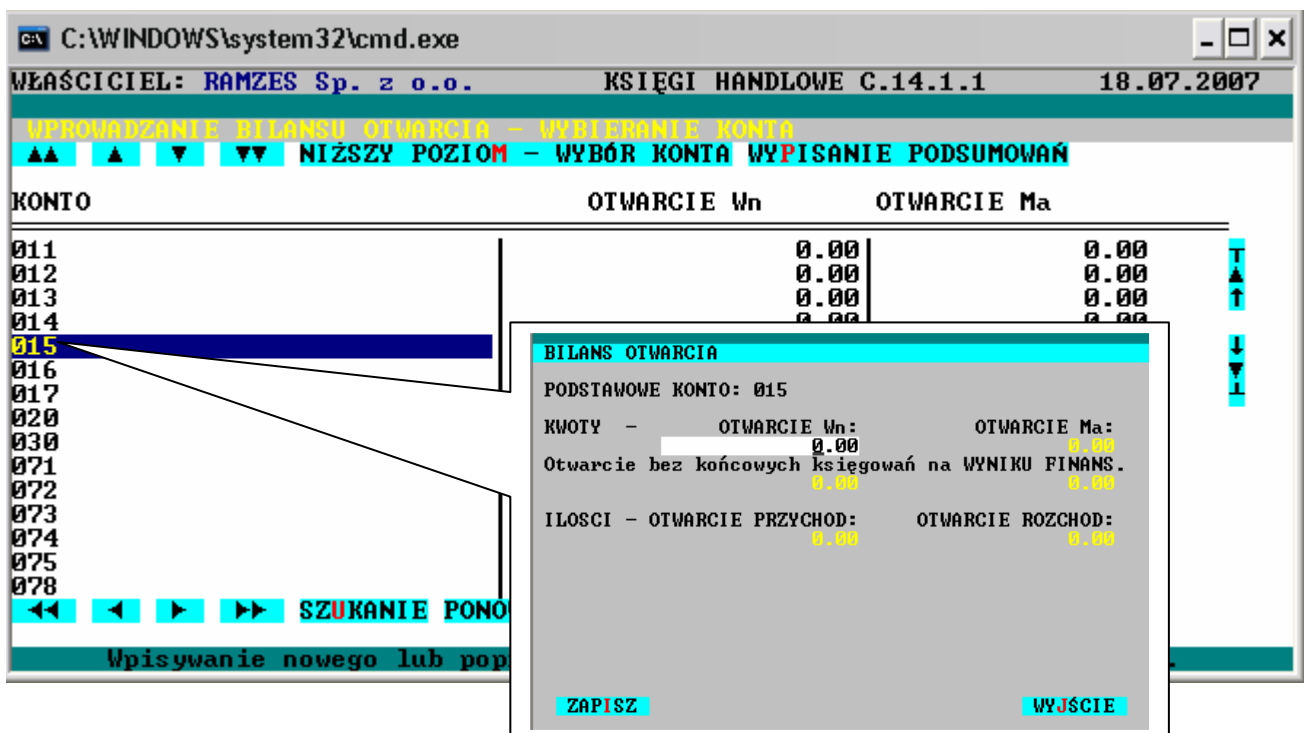 C:\WINDOWS\system32\cmd.exe
WŁAŚCICIEL: RAMZES Sp. z o.o. KSIĘGI HANDLOWE C.14.1.1 18.07.2007
WPROWADZANIE BILANSU OTWARCIA - WYBIERANIE KONTA
NIŻSZY POZIOM - WYBÓR KONTA WYPISANIE PODSUMOWAŃ
KONTO OTWARCIE Wn OTWARCIE Ma
011 0.00 0.00
012 0.00 0.00
013 0.00 0.00
014 0.00 0.00
015
016
017
020
030
071
072
073
074
075
078
SZUKANIE PONO
Wpisywanie nowego lub pop
BILANS OTWARCIA
PODSTAWOWE KONTO: 015
KWOTY - OTWARCIE Wn: OTWARCIE Ma:
0.00 0.00
Otwarcie bez końcowych księgowań na WYNIKU FINANS.
0.00 0.00
ILOSCI - OTWARCIE PRZYCHOD: OTWARCIE ROZCHOD:
0.00 0.00
ZAPISZ WYJŚCIE